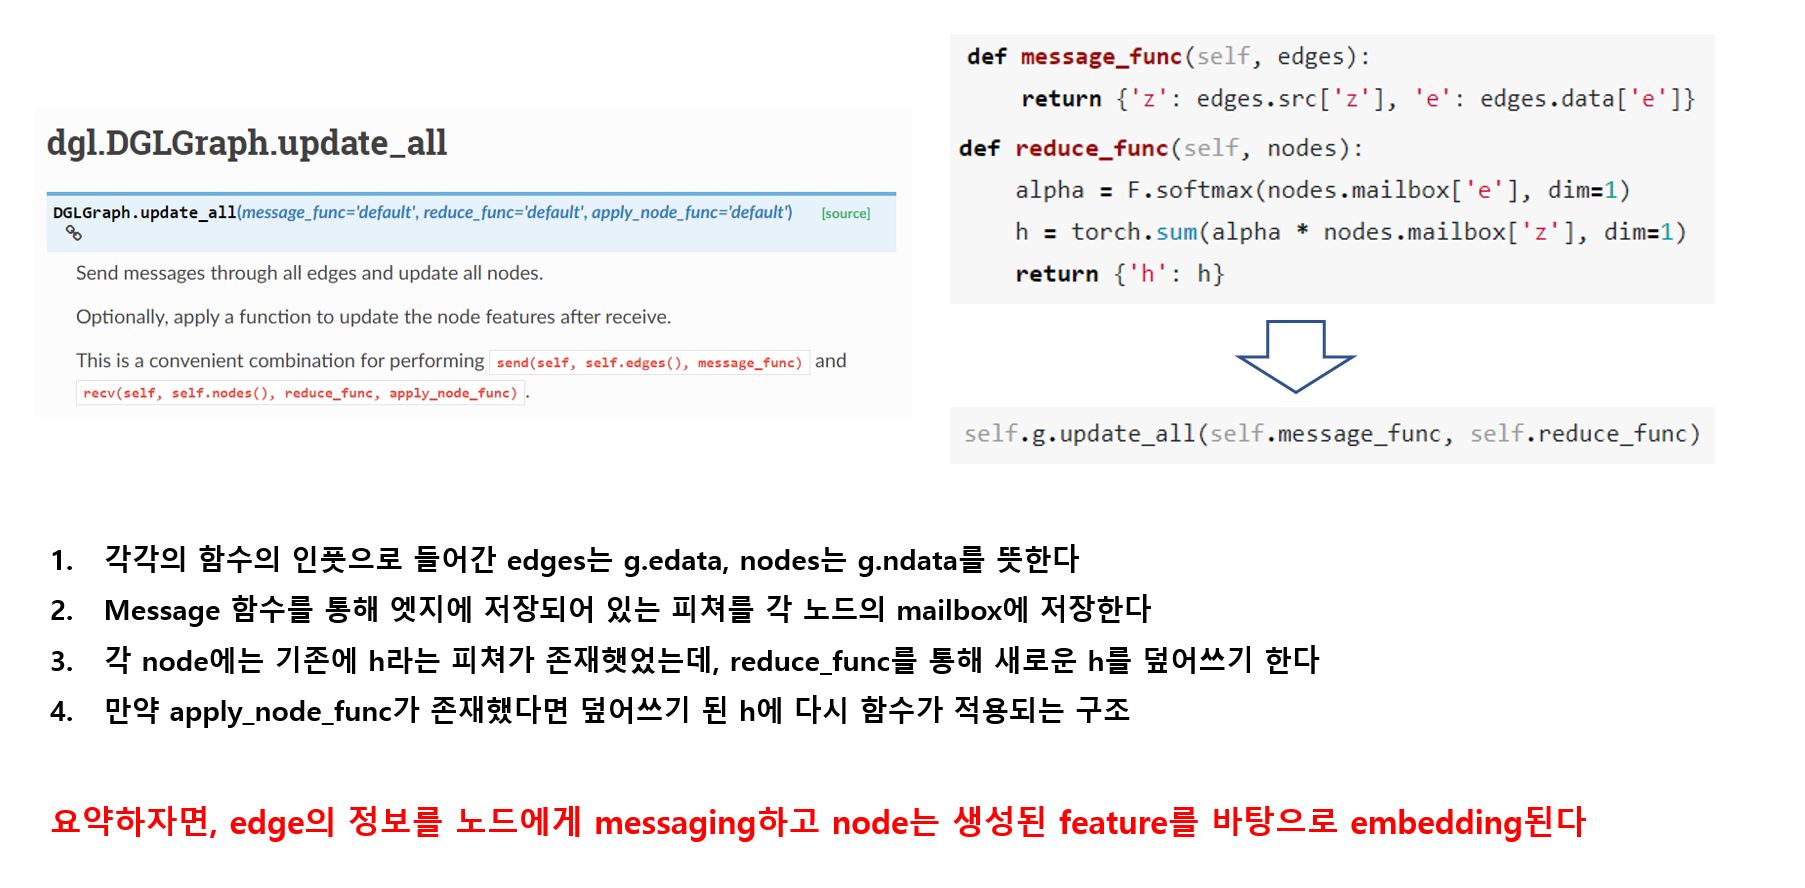 dgl.DGLGraph.update_all
DGLGraph.update_all(message_func='default', reduce_func='default', apply_node_func='default') [source]
Send messages through all edges and update all nodes.
Optionally, apply a function to update the node features after receive.
This is a convenient combination for performing send(self, self.edges(), message_func) and
recv(self, self.nodes(), reduce_func, apply_node_func).
def message_func(self, edges):
return {'z': edges.src['z'], 'e': edges.data['e']}
def reduce_func(self, nodes):
alpha = F.softmax(nodes.mailbox['e'], dim=1)
h = torch.sum(alpha * nodes.mailbox['z'], dim=1)
return {'h': h}
self.g.update_all(self.message_func, self.reduce_func)
1. 각각의 함수의 인풋으로 들어간 edges는 g.edata, nodes는 g.ndata를 뜻한다
2. Message 함수를 통해 엣지에 저장되어 있는 피쳐를 각 노드의 mailbox에 저장한다
3. 각 node에는 기존에 h라는 피쳐가 존재햇었는데, reduce_func를 통해 새로운 h를 덮어쓰기 한다
4. 만약 apply_node_func가 존재했다면 덮어쓰기 된 h에 다시 함수가 적용되는 구조
요약하자면, edge의 정보를 노드에게 messaging하고 node는 생성된 feature를 바탕으로 embedding된다